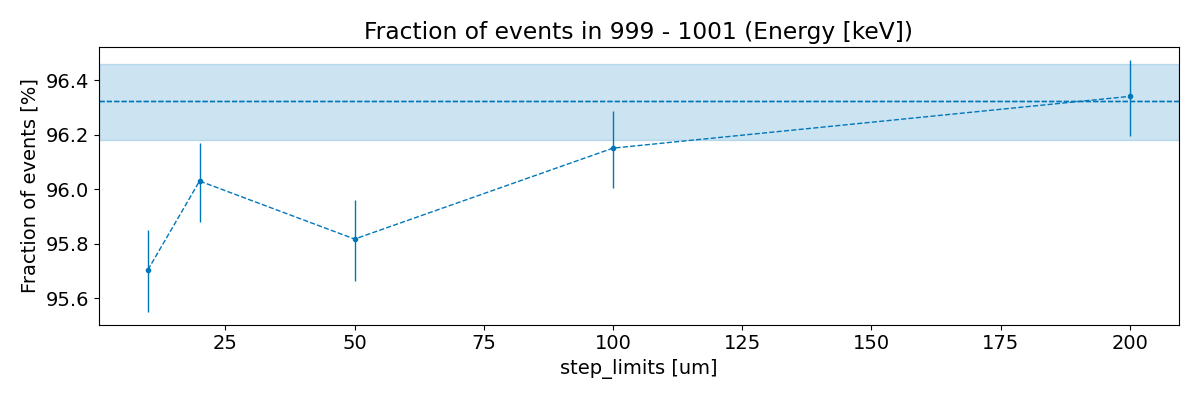 Fraction of events in 999 - 1001 (Energy [keV])
Fraction of events [%]
96.4
96.2
96.0
95.8
95.6
25 50 75 100 125 150 175 200
step_limits [um]